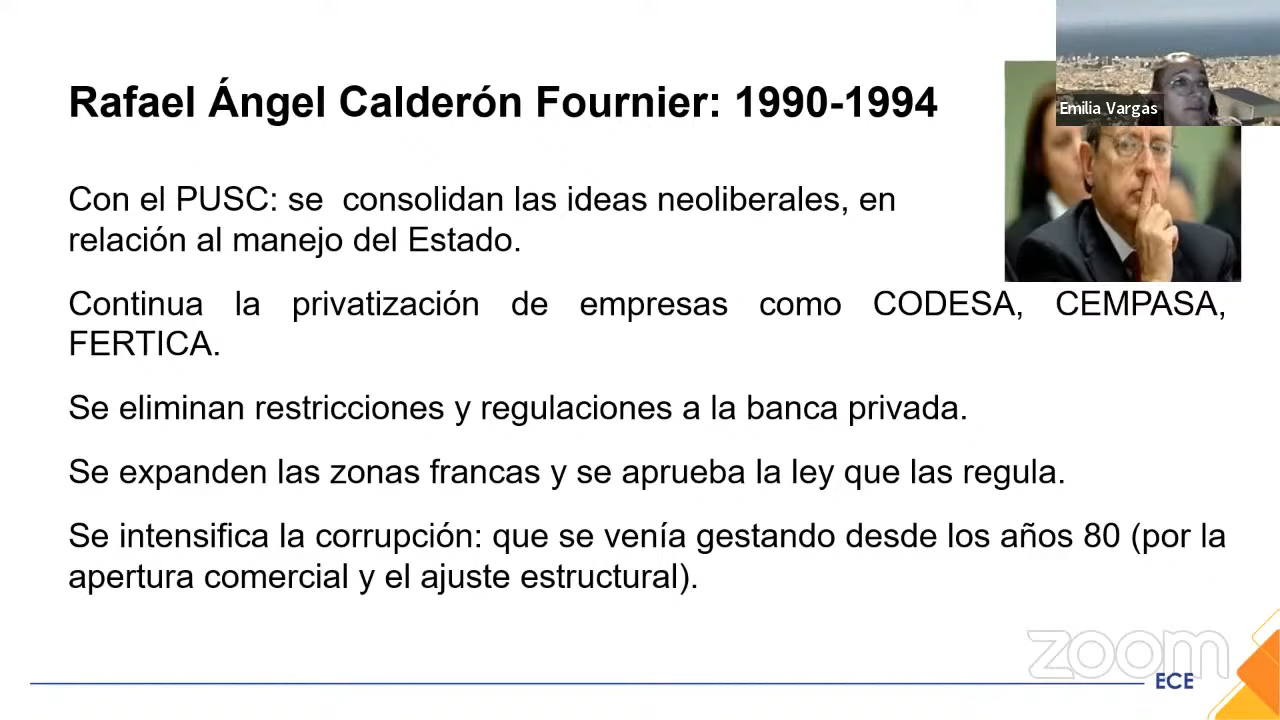 Rafael Ángel Calderón Fournier: 1990-1994
Emilia Vargas
Con el PUSC: se  consolidan las ideas neoliberales, en
relación al manejo del Estado.
Continua la privatización de empresas como CODESA, CEMPASA,
FERTICA.
Se eliminan restricciones y regulaciones a la banca privada.
Se expanden las zonas francas y se aprueba la ley que las regula.
Se intensifica la corrupción: que se venía gestando desde los años 80 (por la
apertura comercial y el ajuste estructural).
zoom
ECE